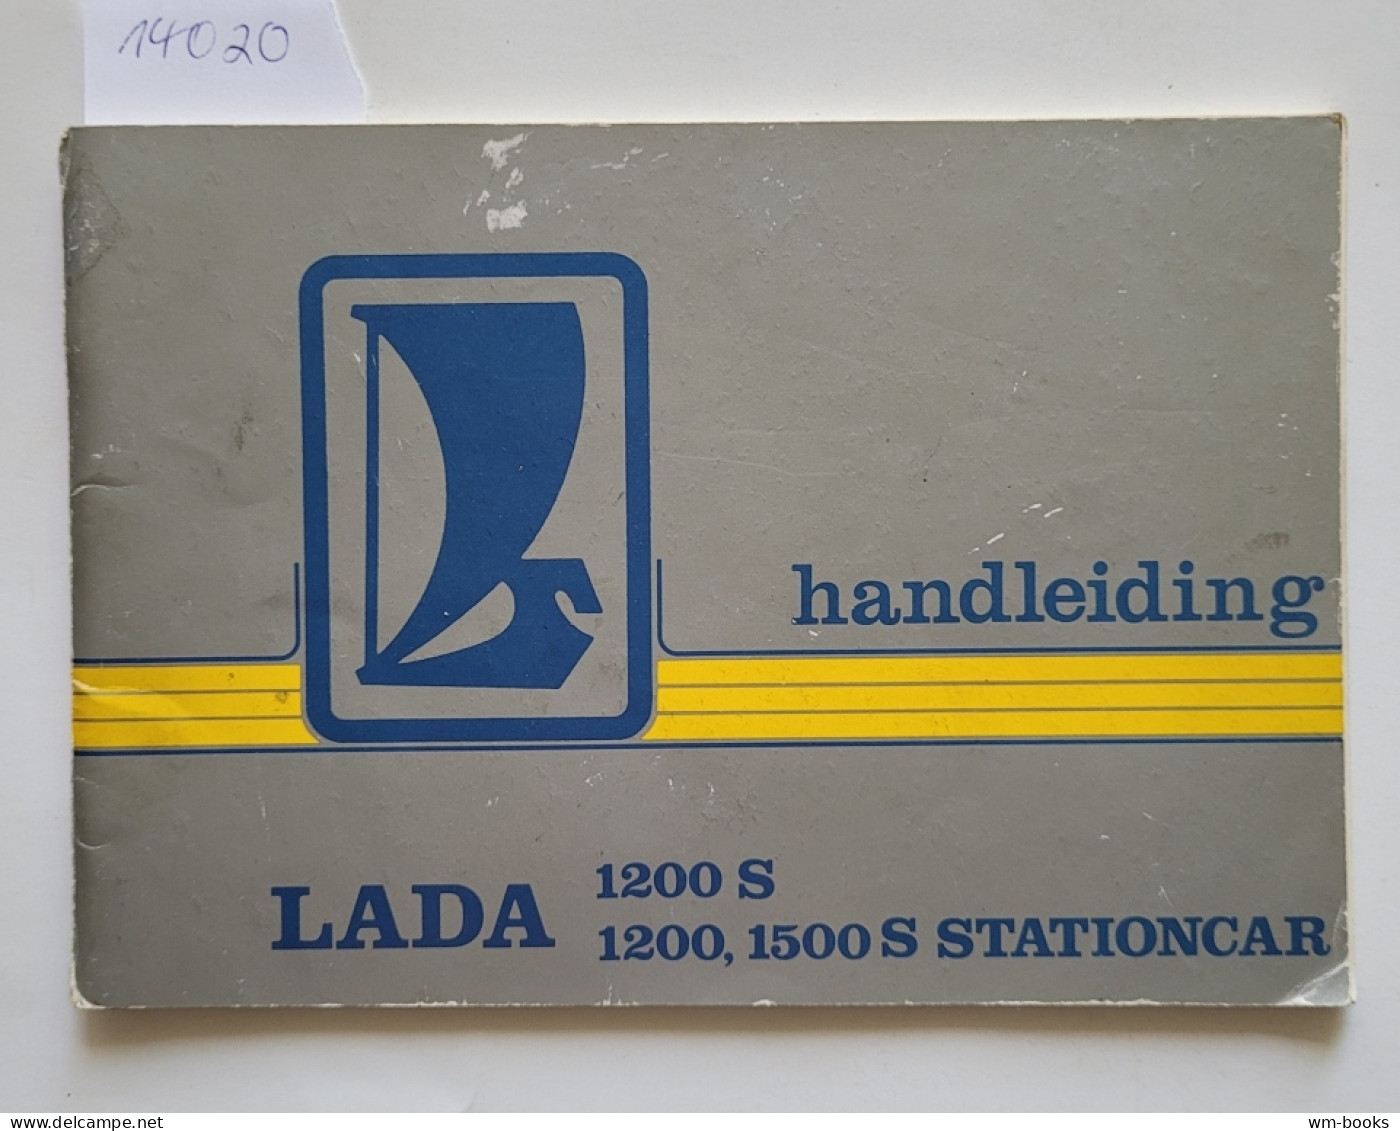 14020
handleiding
LADA 1200 S
1200, 1500 S STATIONCAR
www.delcampe.net
wm-books